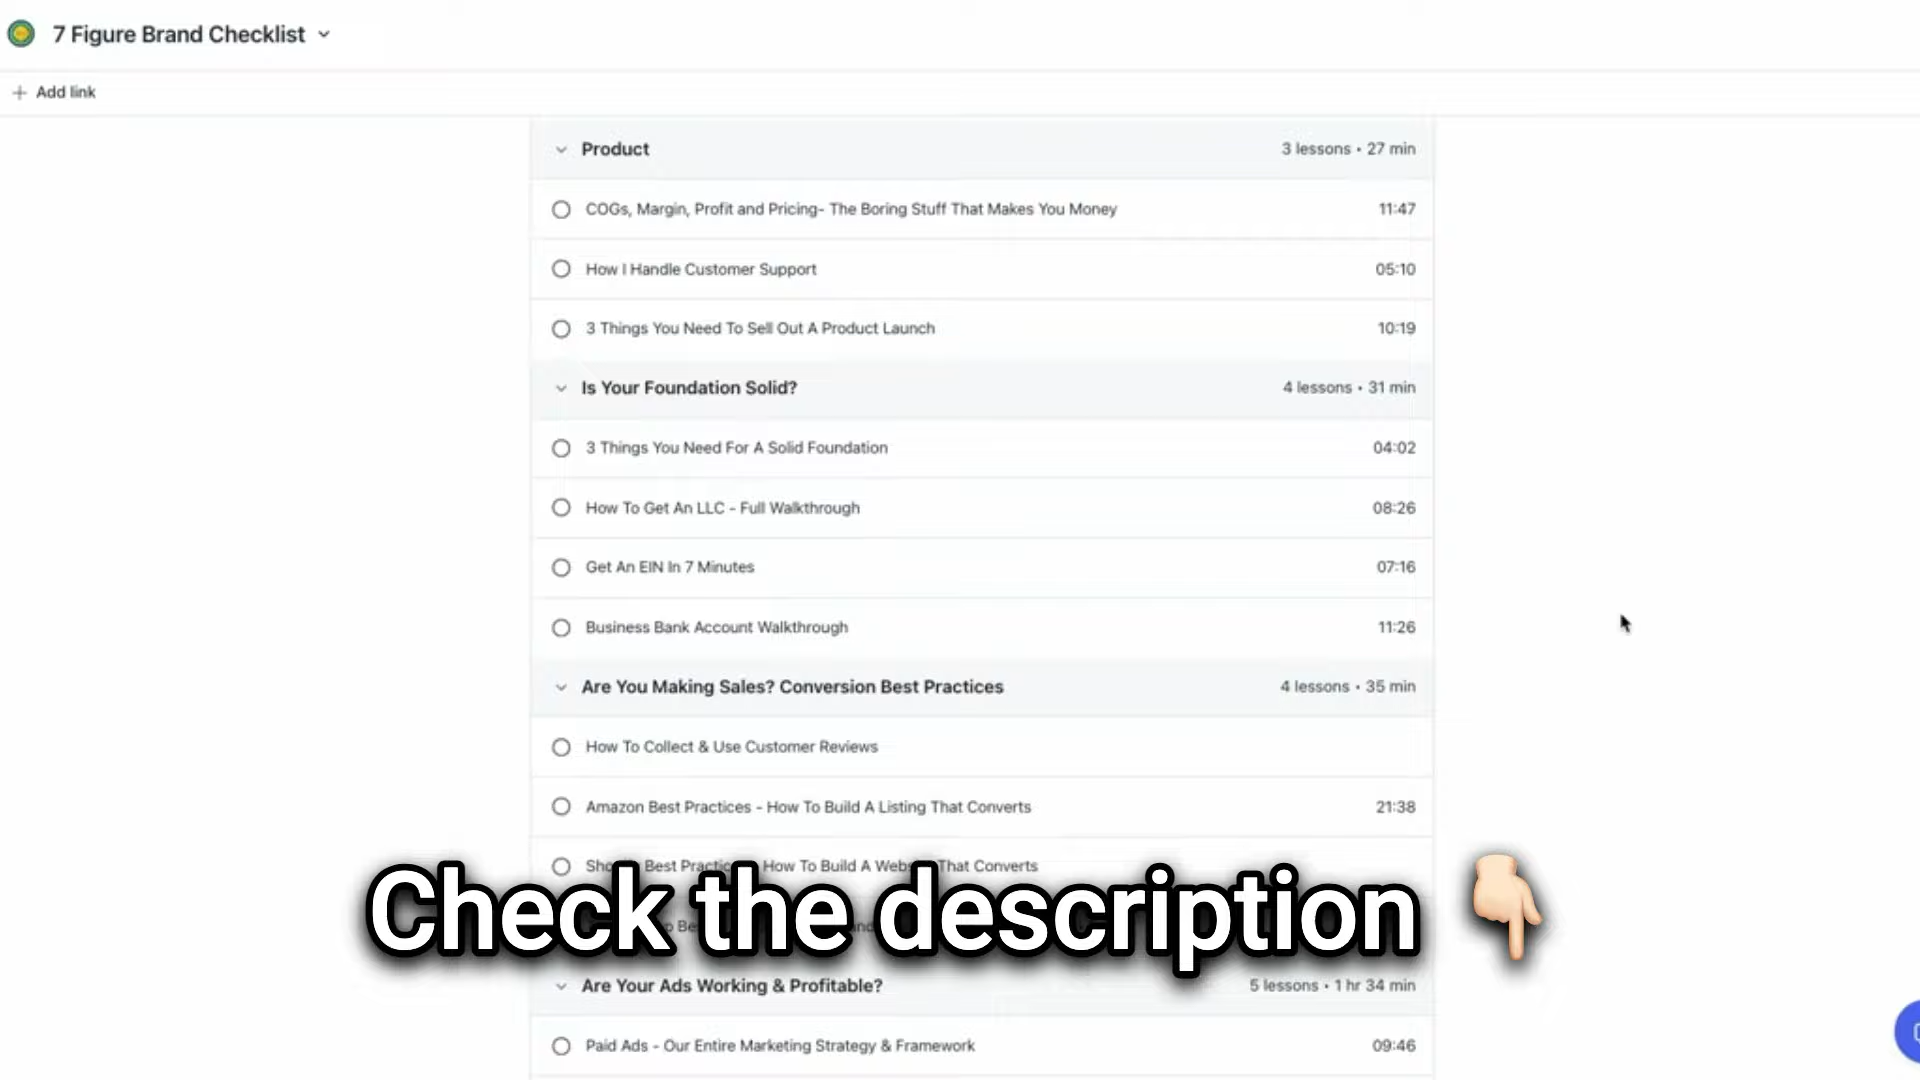 7 Figure Brand Checklist
Add link
Product 3 lessons • 27 min
COGs, Margin, Profit and Pricing- The Boring Stuff That Makes You Money 11:47
How I Handle Customer Support 05:10
3 Things You Need To Sell Out A Product Launch 10:19
Is Your Foundation Solid? 4 lessons • 31 min
3 Things You Need For A Solid Foundation 04:02
How To Get An LLC - Full Walkthrough 08:26
Get An EIN In 7 Minutes 07:16
Business Bank Account Walkthrough 11:26
Are You Making Sales? Conversion Best Practices 4 lessons • 35 min
How To Collect & Use Customer Reviews
Amazon Best Practices - How To Build A Listing That Converts 21:38
Best How To Build A That Converts
Check the description
Are Your Ads Working & Profitable? 5 lessons • 1 hr 34 min
Paid Ads - Our Entire Marketing Strategy & Framework 09:46